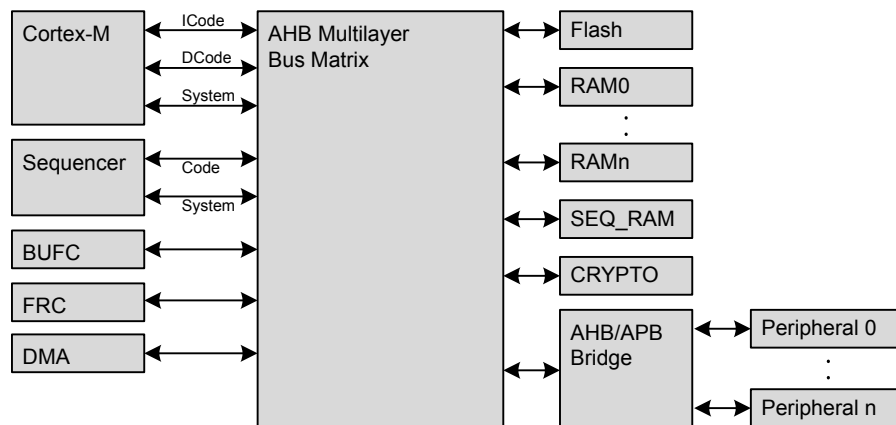 Cortex-M
ICode
DCode
System
Sequencer
Code
System
BUFC
FRC
DMA
AHB Multilayer
Bus Matrix
Flash
RAM0
:
RAMn
SEQ_RAM
CRYPTO
AHB/APB
Bridge
Peripheral 0
:
Peripheral n